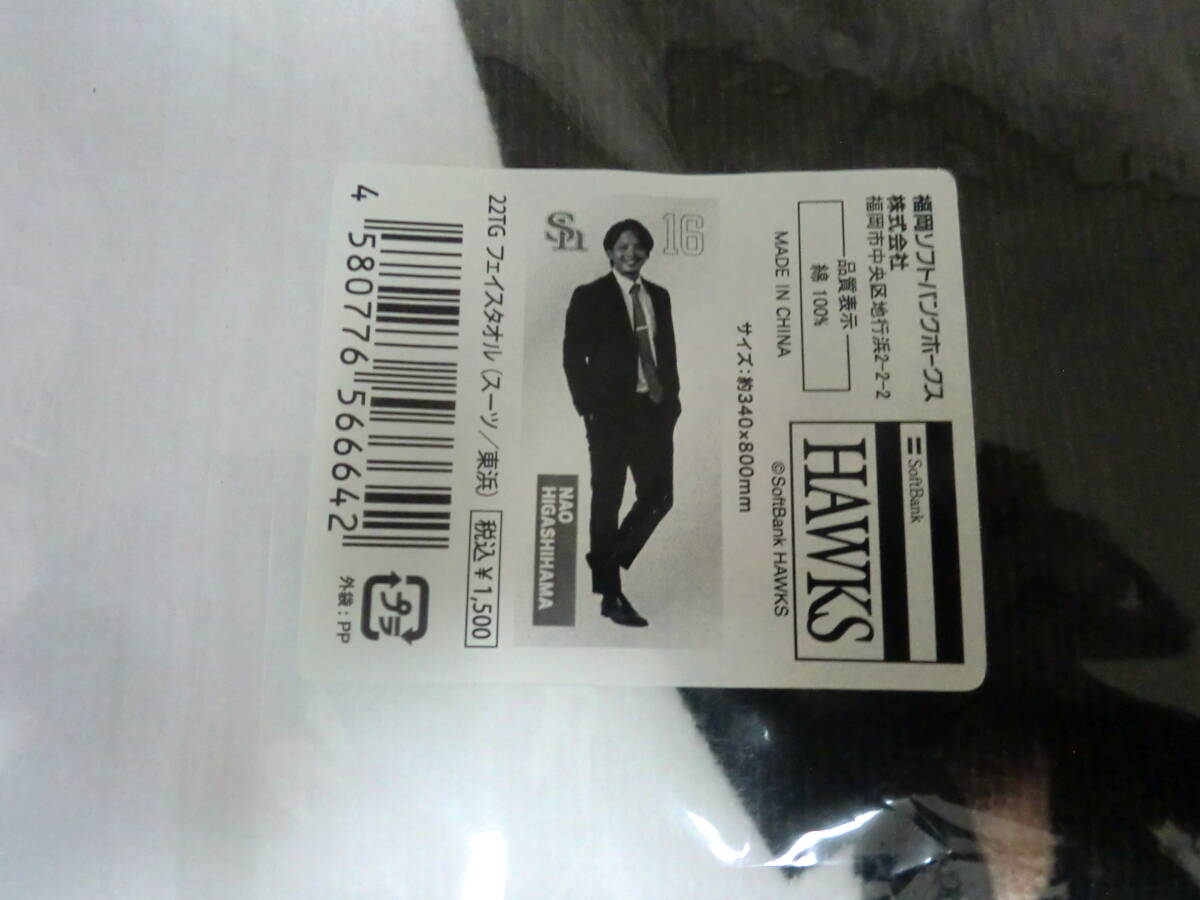 福岡ソフトバンクホークス
株式会社
福岡市中央区地行浜2-2-2
品質表示
綿 100%
MADE IN CHINA
SoftBank
HAWKS
©SoftBank HAWKS
サイズ:約340×800mm
16
SH
NAO
HIGASHIHAMA
22TG フェイスタオル(スーツ/東浜)
税込¥1,500
4 580776 566642
プラ
外袋:PP